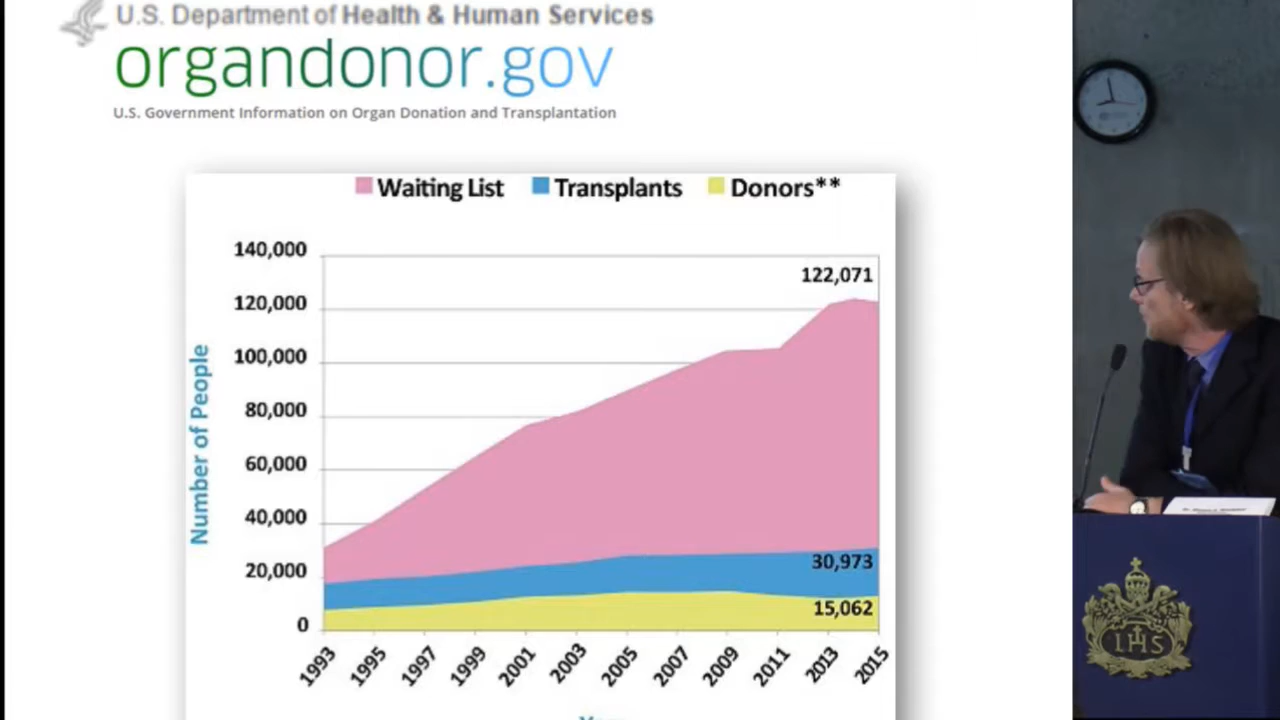 U.S. Department of Health & Human Services
organdonor.gov
U.S. Government Information on Organ Donation and Transplantation
Waiting List Transplants Donors**
140,000
122,071
120,000
100,000
80,000
60,000
40,000
20,000
0
30,973
15,062
Number of People
1993 1995 1997 1999 2001 2003 2005 2007 2009 2011 2013 2015
IHS